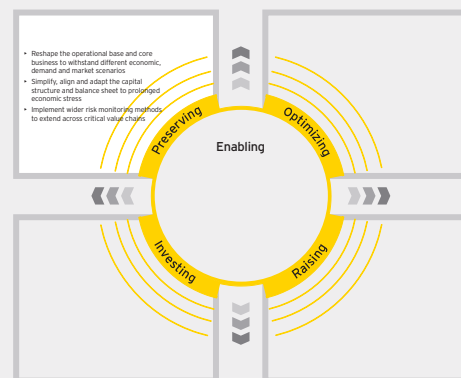 ‣ Reshape the operational base and core
business to withstand different economic,
demand and market scenarios
‣ Simplify, align and adapt the capital
structure and balance sheet to prolonged
economic stress
‣ Implement wider risk monitoring methods
to extend across critical value chains
Preserving
Optimizing
Enabling
Investing
Raising